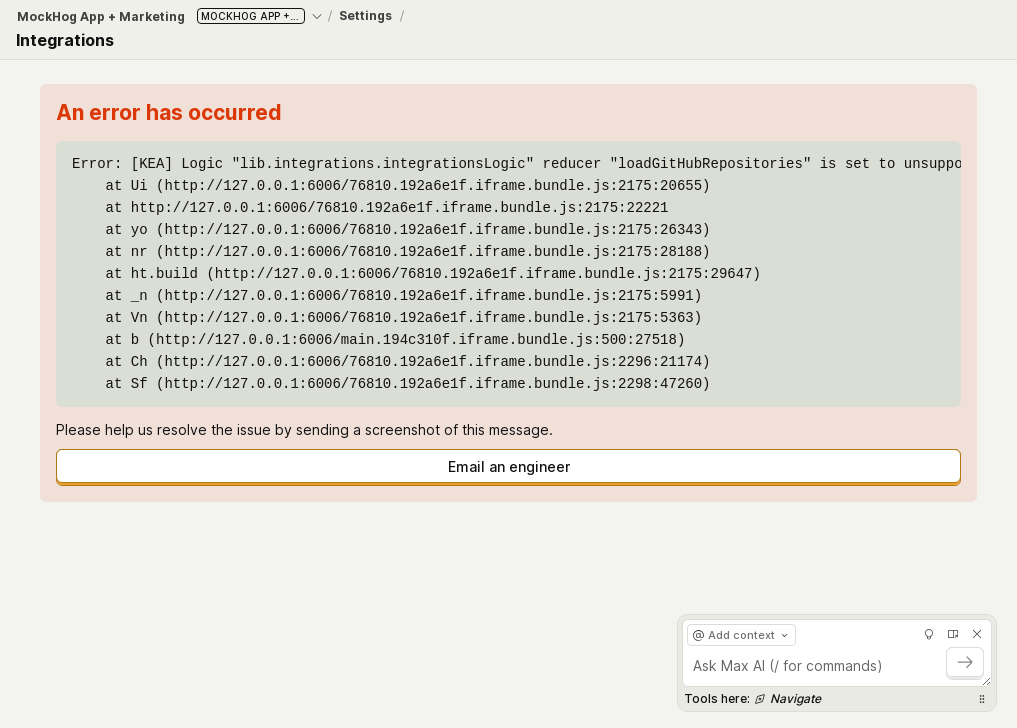 MockHog App + Marketing MOCKHOG APP +... / Settings /
Integrations
An error has occurred
Error: [KEA] Logic "lib.integrations.integrationsLogic" reducer "loadGitHubRepositories" is set to unsuppo
at Ui (http://127.0.0.1:6006/76810.192a6e1f.iframe.bundle.js:2175:20655)
at http://127.0.0.1:6006/76810.192a6e1f.iframe.bundle.js:2175:22221
at yo (http://127.0.0.1:6006/76810.192a6e1f.iframe.bundle.js:2175:26343)
at nr (http://127.0.0.1:6006/76810.192a6e1f.iframe.bundle.js:2175:28188)
at ht.build (http://127.0.0.1:6006/76810.192a6e1f.iframe.bundle.js:2175:29647)
at _n (http://127.0.0.1:6006/76810.192a6e1f.iframe.bundle.js:2175:5991)
at Vn (http://127.0.0.1:6006/76810.192a6e1f.iframe.bundle.js:2175:5363)
at b (http://127.0.0.1:6006/main.194c310f.iframe.bundle.js:500:27518)
at Ch (http://127.0.0.1:6006/76810.192a6e1f.iframe.bundle.js:2296:21174)
at Sf (http://127.0.0.1:6006/76810.192a6e1f.iframe.bundle.js:2298:47260)
Please help us resolve the issue by sending a screenshot of this message.
Email an engineer
@ Add context
Ask Max AI (/ for commands)
Tools here: Navigate